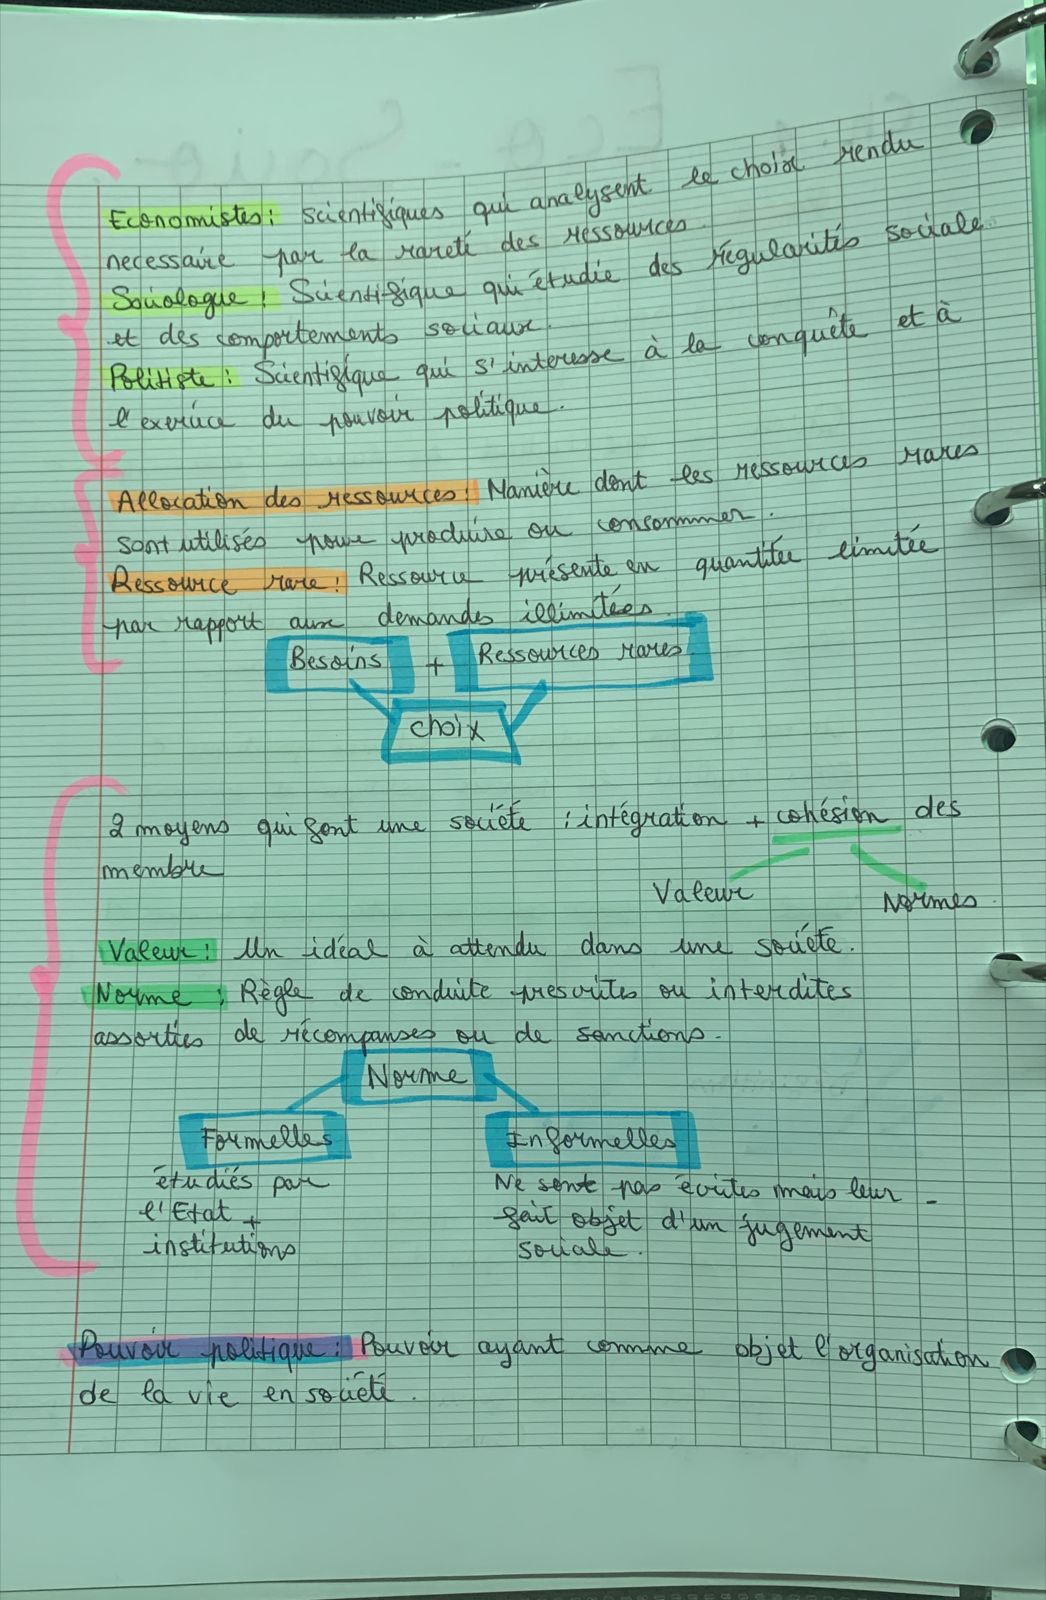 Economistes: scientifiques qui analysent le choix rendu
necessaire par la rareté des ressources.
Sociologue: Scientifique qui étudie des régularités sociale
et des comportements sociaux.
Politiste: Scientifique qui s'interesse à la conquête et à
l'exercice du pouvoir politique.
Allocation des ressources: Manière dont les ressources rares
sont utilisés pour produire ou consommer.
Ressource rare: Ressource présente en quantitée limitée
par rapport aux demandes illimitées.
Besoins + Ressources rares
choix
2 moyens qui font une société : intégration + cohésion des
membre
Valeur Normes.
Valeur: Un idéal à attendu dans une société.
Norme: Règle de conduite prescrites ou interdites
assorties de récompanses ou de sanctions.
Norme
Formelles Informelles
étudiés par Ne sont pas écrites mais leur -
l'Etat + fait objet d'un jugement
institutions sociale.
Pouvoir politique: Pouvoir ayant comme objet l'organisation
de la vie en société.